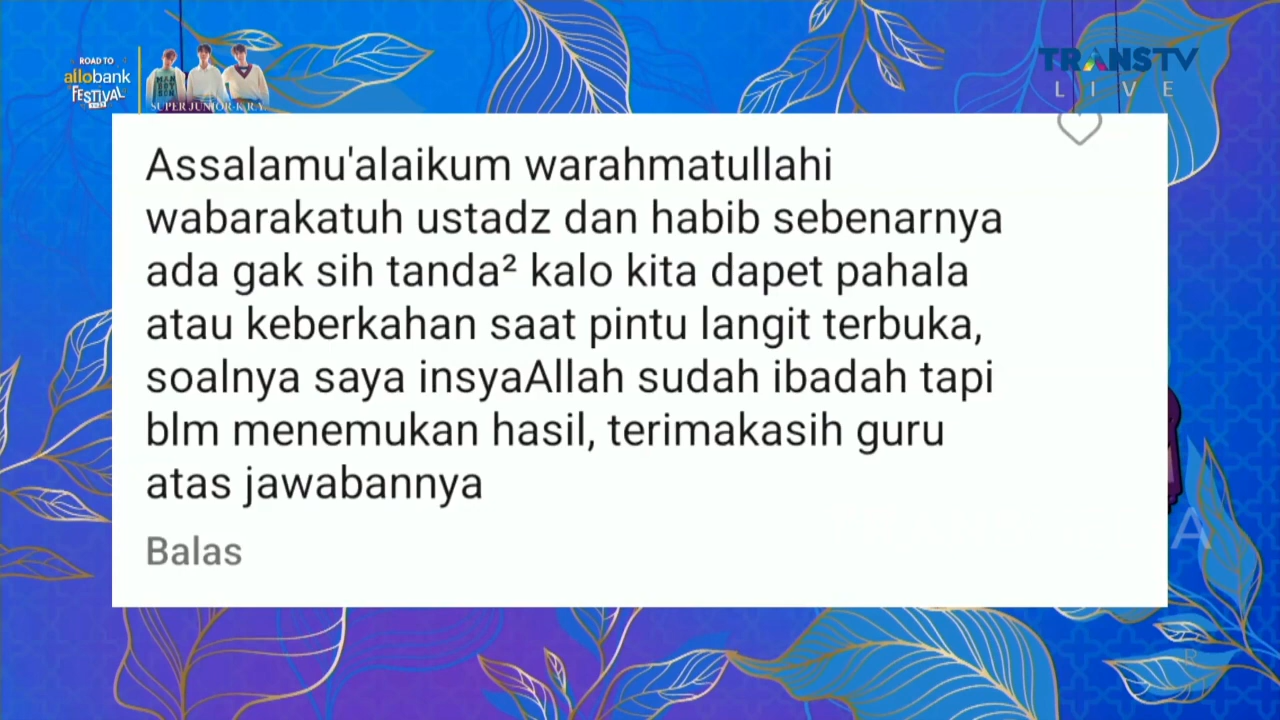 ROAD TO
allobank
FESTIVAL
SUPER JUNIOR-K.R.Y
TRANSTV
LIVE
Assalamu'alaikum warahmatullahi
wabarakatuh ustadz dan habib sebenarnya
ada gak sih tanda² kalo kita dapet pahala
atau keberkahan saat pintu langit terbuka,
soalnya saya insyaAllah sudah ibadah tapi
blm menemukan hasil, terimakasih guru
atas jawabannya
Balas